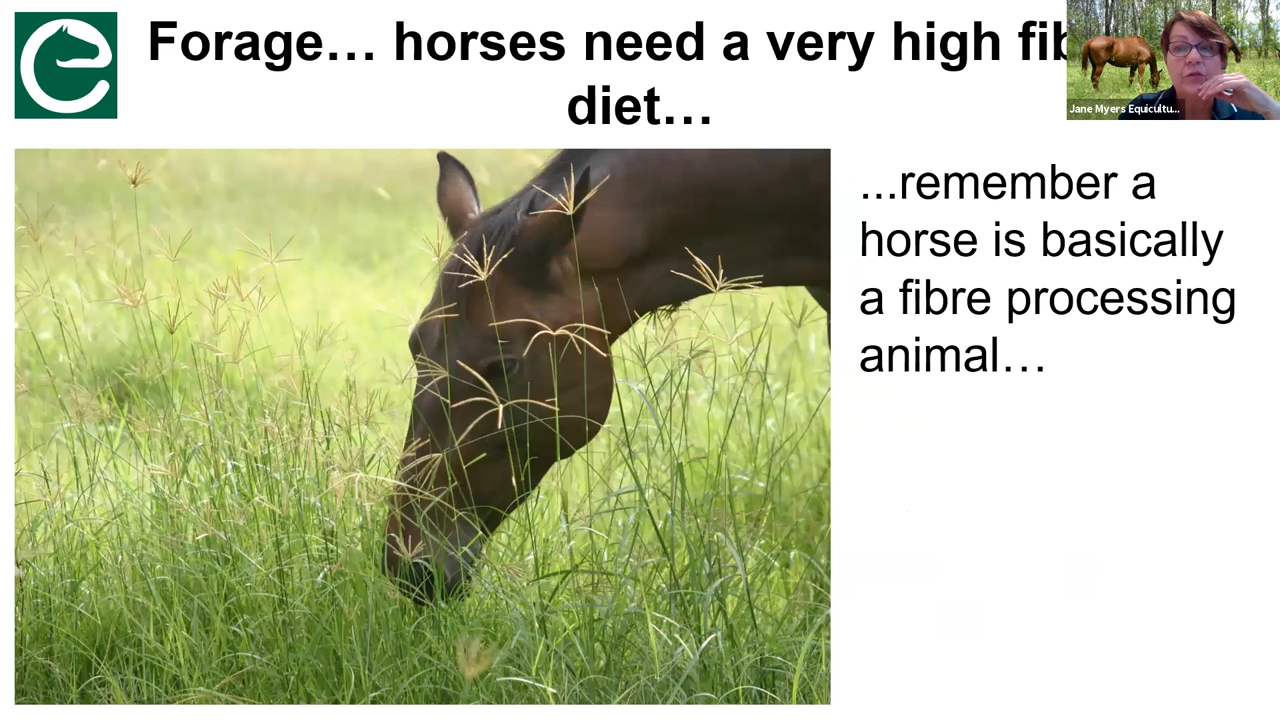 Forage… horses need a very high fib
diet…
Jane Myers Equicultu...
...remember a
horse is basically
a fibre processing
animal…